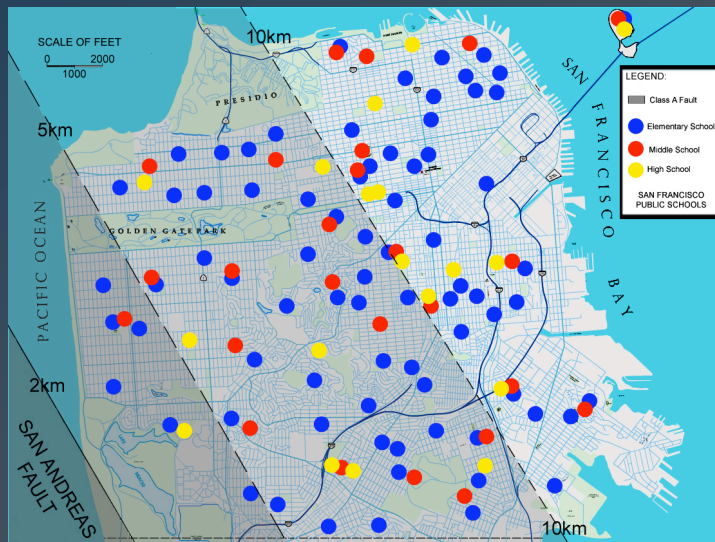 SCALE OF FEET
0 1000 2000
10km
PRESIDIO
5km
SAN FRANCISCO BAY
LEGEND:
Class A Fault
Elementary School
Middle School
High School
SAN FRANCISCO
PUBLIC SCHOOLS
GOLDEN GATE PARK
PACIFIC OCEAN
2km
SAN ANDREAS
FAULT
10km